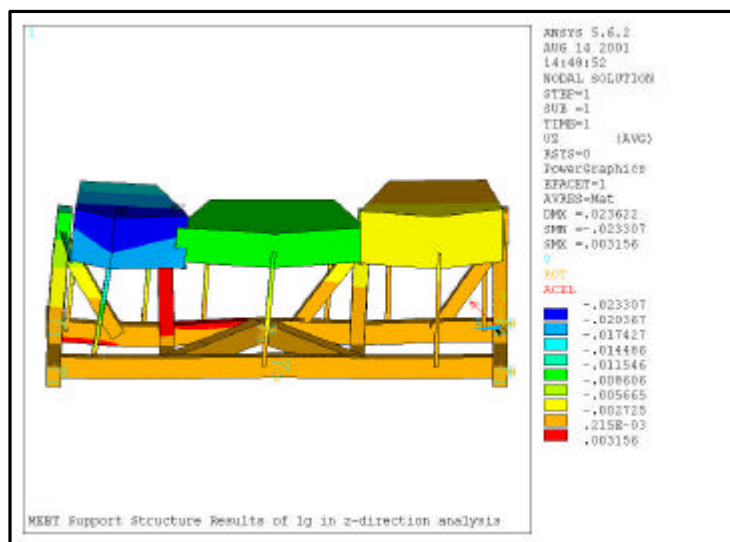 1
ANSYS 5.6.2
AUG 14 2001
14:48:52
NODAL SOLUTION
STEP=1
SUB =1
TIME=1
UZ (AVG)
RSYS=0
PowerGraphics
EFACET=1
AVRES=Mat
DMX =.023622
SMN =-.023307
SMX =.003156
U
ROT
ACEL
-.023307
-.020367
-.017427
-.014486
-.011546
-.008606
-.005665
-.002725
.215E-03
.003156
MEBT Support Structure Results of 1g in z-direction analysis